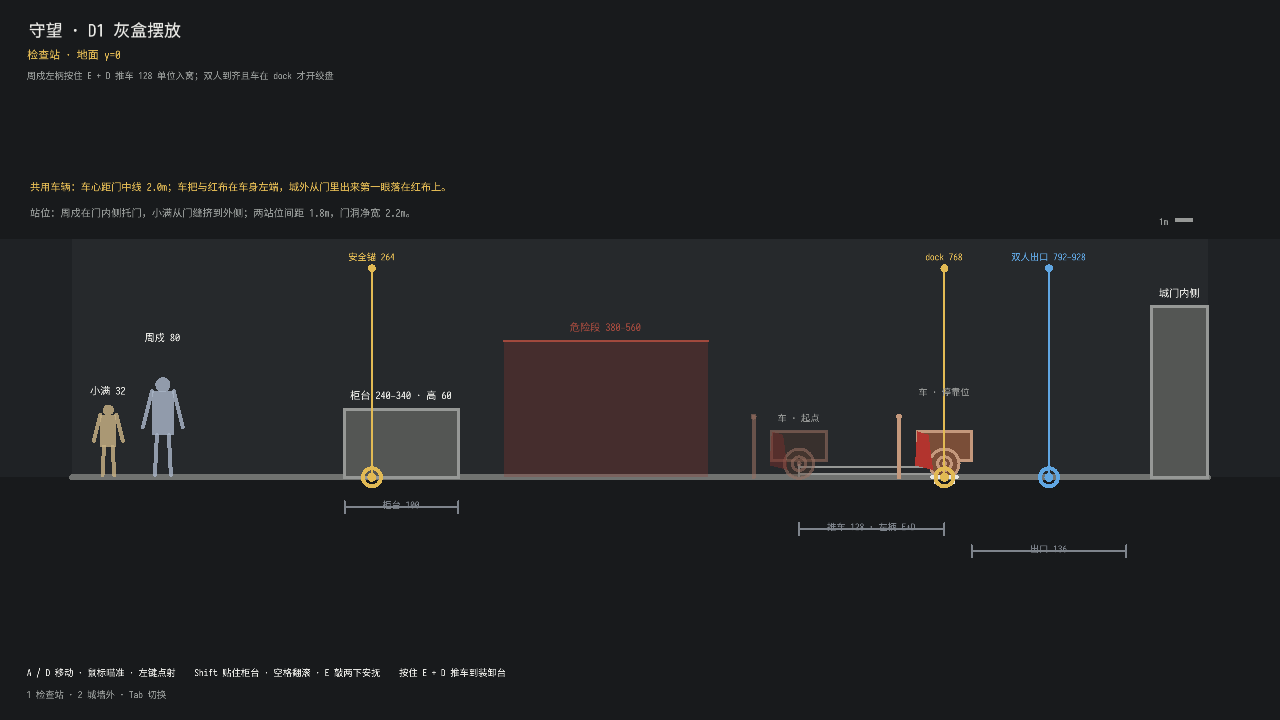 守望 · D1 灰盒摆放
检查站 · 地面 y=0
周戍左柄按住 E + D 推车 128 单位入窝; 双人到齐且车在 dock 才开绞盘
共用车辆: 车心距门中线 2.0m; 车把与红布在车身左端, 域外从门里出来第一眼落在红布上。
站位: 周戍在门内侧托门, 小满从门缝挤到外侧; 两站位间距 1.8m, 门洞净宽 2.2m。
1m
安全锚 264
dock 768
双人出口 792-928
城门内侧
危险段 380-560
周戍 80
小满 32
柜台 240-340 · 高 60
车 · 停靠位
车 · 起点
柜台 100
推车 128 · 左柄 E+D
出口 136
A / D 移动 · 鼠标瞄准 · 左键点射 Shift 贴住柜台 · 空格翻滚 · E 敲两下安抚 按住 E + D 推车到装卸台
1 检查站 · 2 城墙外 · Tab 切换